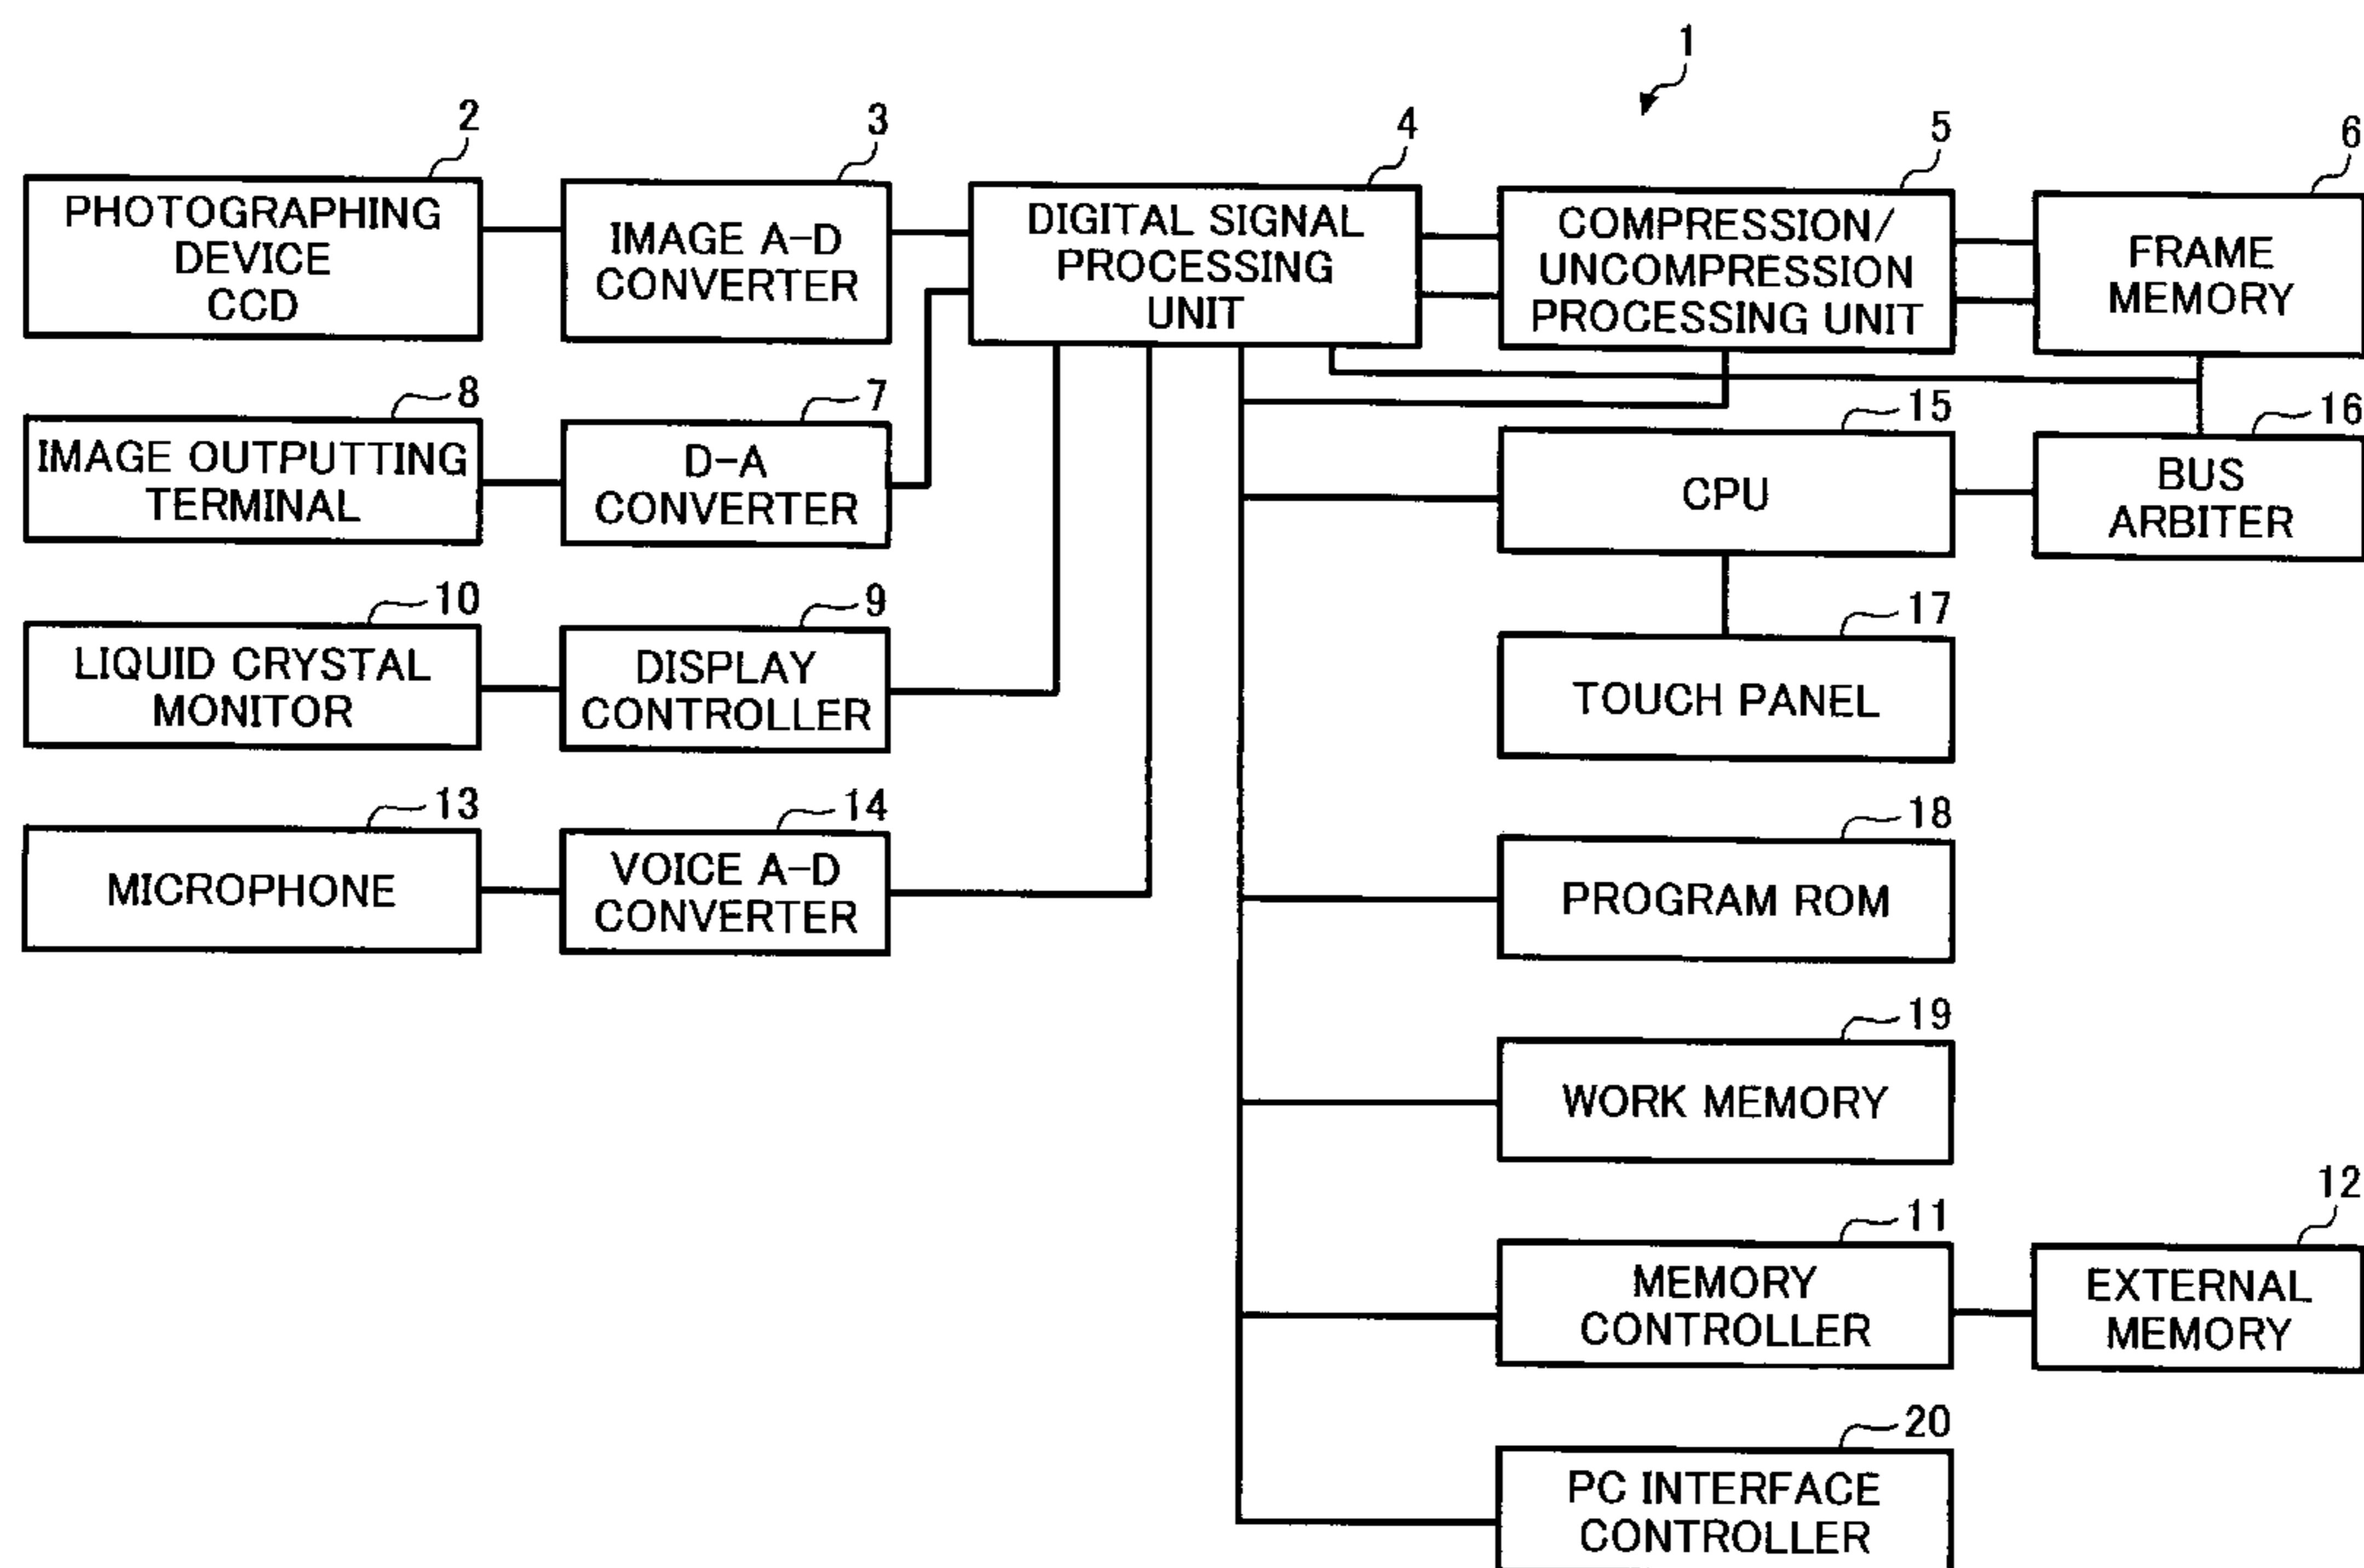 1
2
PHOTOGRAPHING
DEVICE
CCD
3
IMAGE A-D
CONVERTER
4
DIGITAL SIGNAL
PROCESSING
UNIT
5
COMPRESSION/
UNCOMPRESSION
PROCESSING UNIT
6
FRAME
MEMORY
8
IMAGE OUTPUTTING
TERMINAL
7
D-A
CONVERTER
15
CPU
16
BUS
ARBITER
10
LIQUID CRYSTAL
MONITOR
9
DISPLAY
CONTROLLER
17
TOUCH PANEL
13
MICROPHONE
14
VOICE A-D
CONVERTER
18
PROGRAM ROM
19
WORK MEMORY
11
MEMORY
CONTROLLER
12
EXTERNAL
MEMORY
20
PC INTERFACE
CONTROLLER